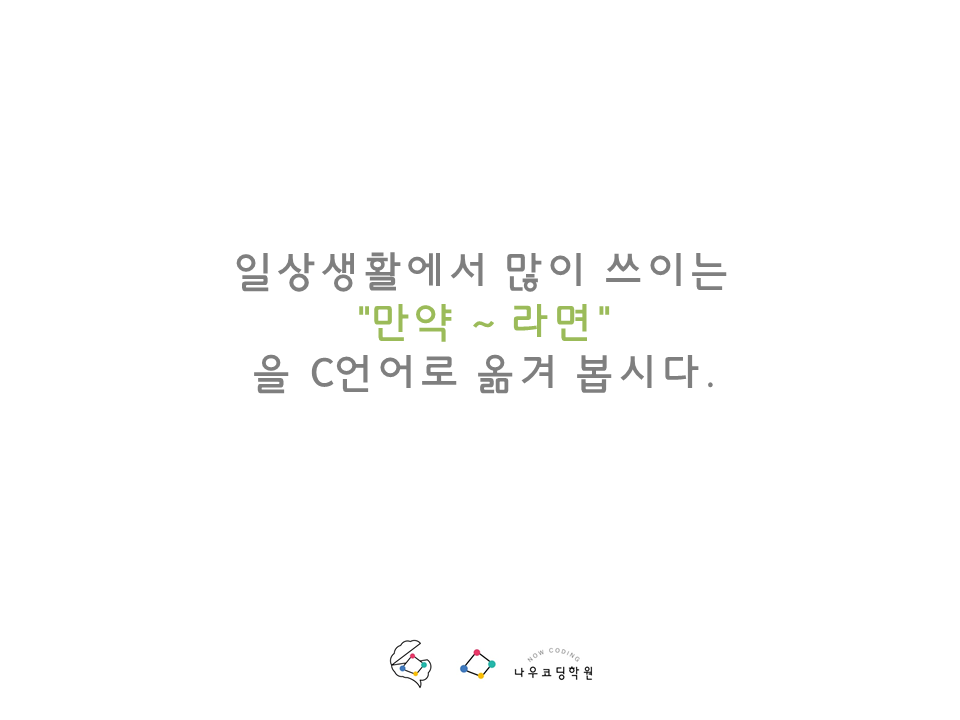 일상생활에서 많이 쓰이는
"만약 ~ 라면"
을 C언어로 옮겨 봅시다.
NOW CODING
나우코딩학원